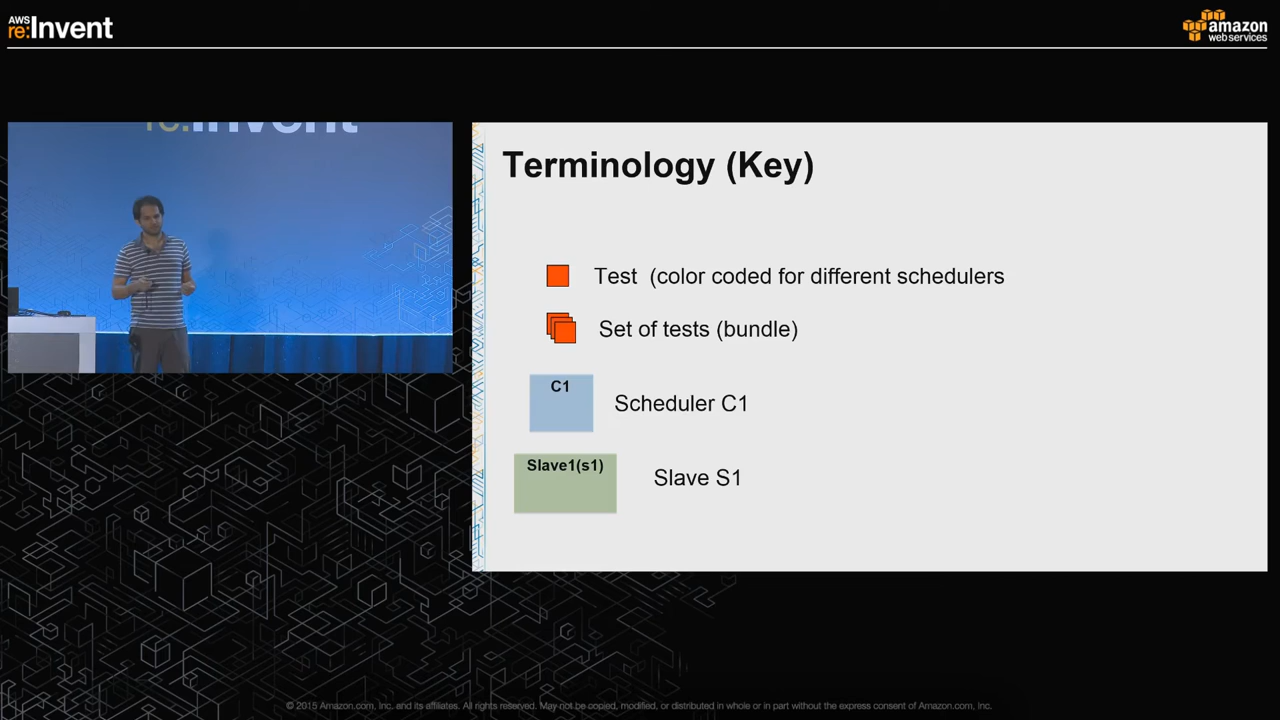 AWS
re:Invent
amazon
web services
re:Invent
Terminology (Key)
Test (color coded for different schedulers
Set of tests (bundle)
C1
Scheduler C1
Slave1(s1)
Slave S1
© 2015 Amazon.com, Inc. and its affiliates. All rights reserved. May not be copied, modified, or distributed in whole or in part without the express consent of Amazon.com, Inc.